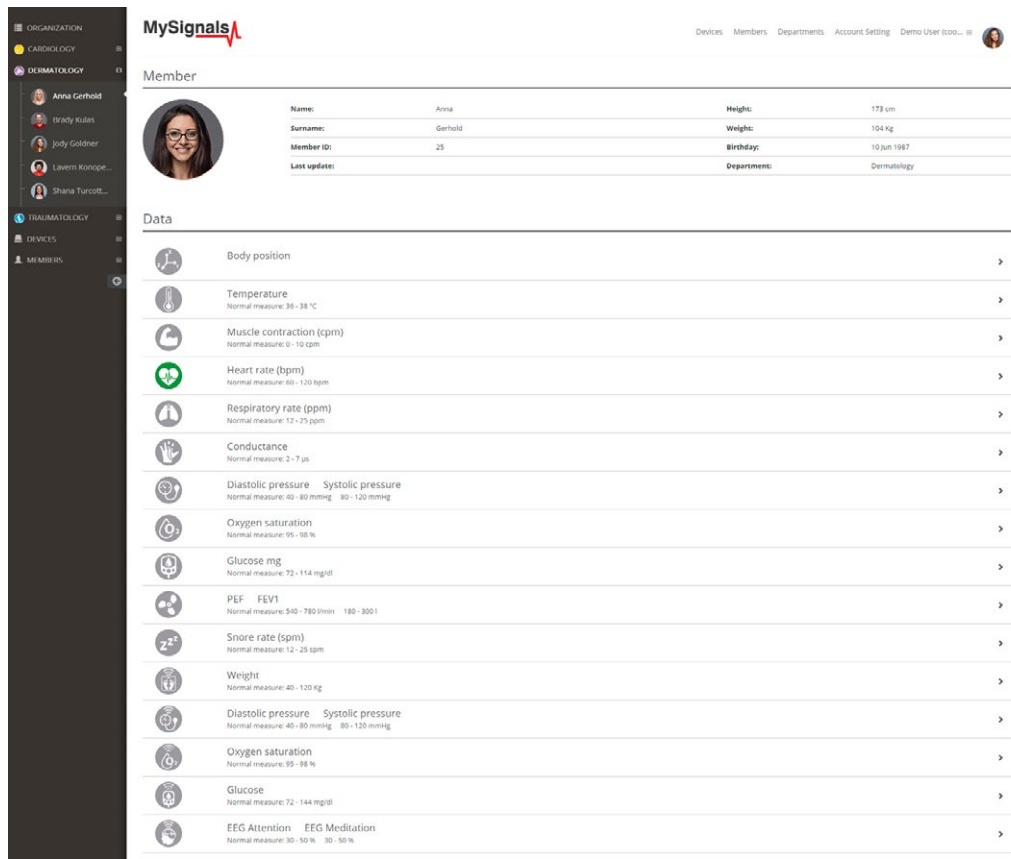 ORGANIZATION
CARDIOLOGY
DERMATOLOGY
Anna Gerhold
Brady Kulas
Jody Goldner
Lavern Konope...
Shana Turcott...
TRAUMATOLOGY
DEVICES
MEMBERS
MySignals
Devices Members Departments Account Setting Demo User (coo...
Member
Name: Anna Height: 173 cm
Surname: Gerhold Weight: 104 Kg
Member ID: 25 Birthday: 10 Jun 1987
Last update: Department: Dermatology
Data
Body position
Temperature
Normal measure: 36 - 38 °C
Muscle contraction (cpm)
Normal measure: 0 - 10 cpm
Heart rate (bpm)
Normal measure: 60 - 120 bpm
Respiratory rate (ppm)
Normal measure: 12 - 25 ppm
Conductance
Normal measure: 2 - 7 µs
Diastolic pressure Systolic pressure
Normal measure: 40 - 80 mmHg 80 - 120 mmHg
Oxygen saturation
Normal measure: 95 - 98 %
Glucose mg
Normal measure: 72 - 114 mg/dl
PEF FEV1
Normal measure: 540 - 780 l/min 180 - 300 l
Snore rate (spm)
Normal measure: 12 - 25 spm
Weight
Normal measure: 40 - 120 Kg
Diastolic pressure Systolic pressure
Normal measure: 40 - 80 mmHg 80 - 120 mmHg
Oxygen saturation
Normal measure: 95 - 98 %
Glucose
Normal measure: 72 - 144 mg/dl
EEG Attention EEG Meditation
Normal measure: 30 - 50 % 30 - 50 %